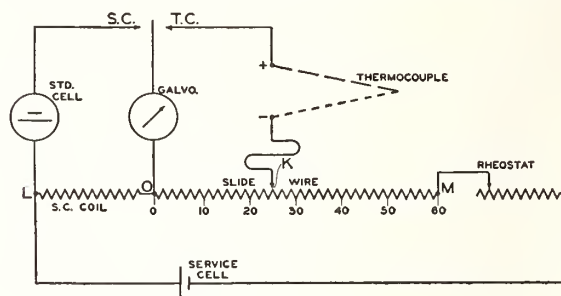 S.C. T.C.
STD.
CELL
GALVO.
+
THERMOCOUPLE
–
K
L O SLIDE WIRE M RHEOSTAT
S.C. COIL
0 10 20 30 40 50 60
SERVICE
CELL